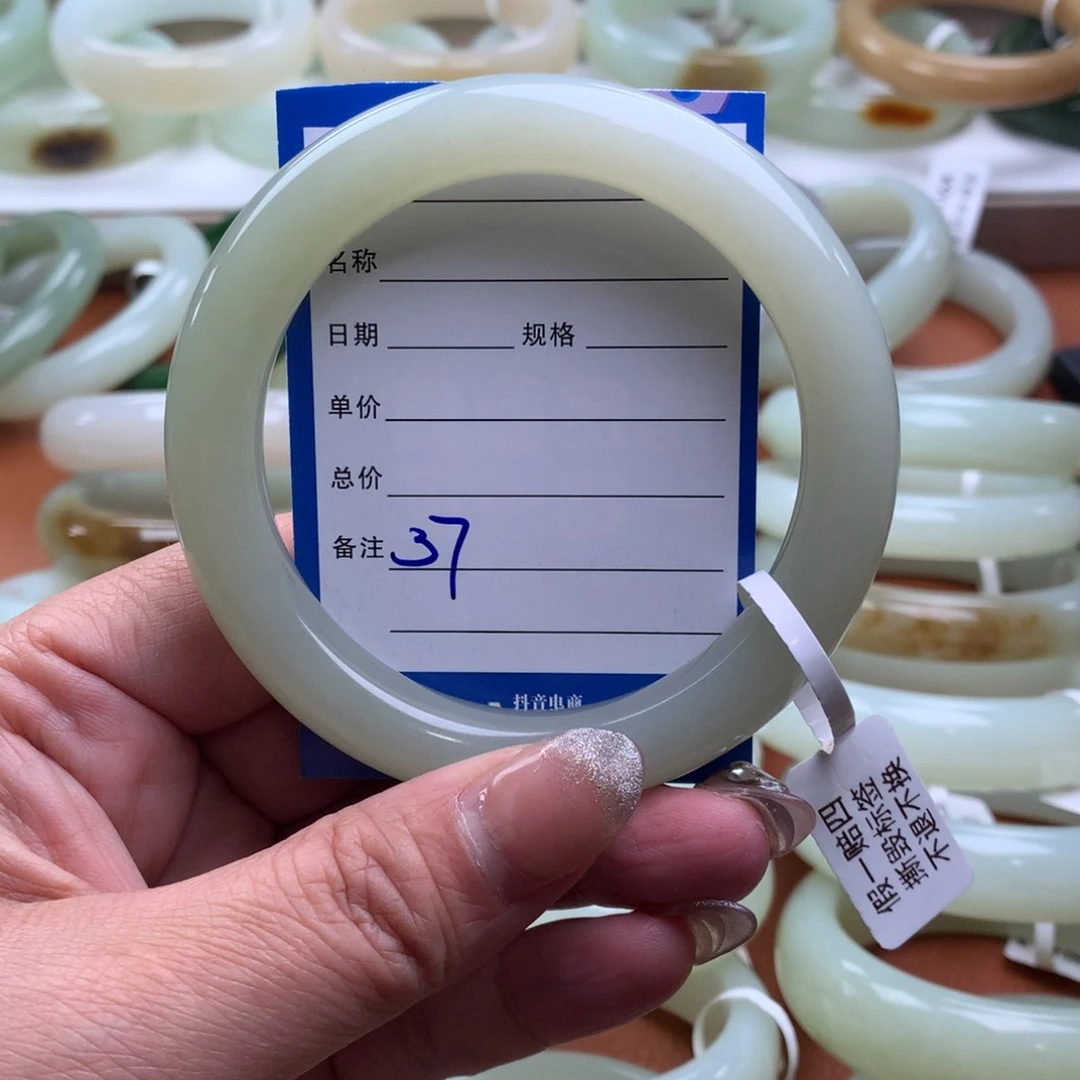 名称
日期 规格
单价
总价
备注 37
抖音电商
假一赔四
撕毁标签
不退不换